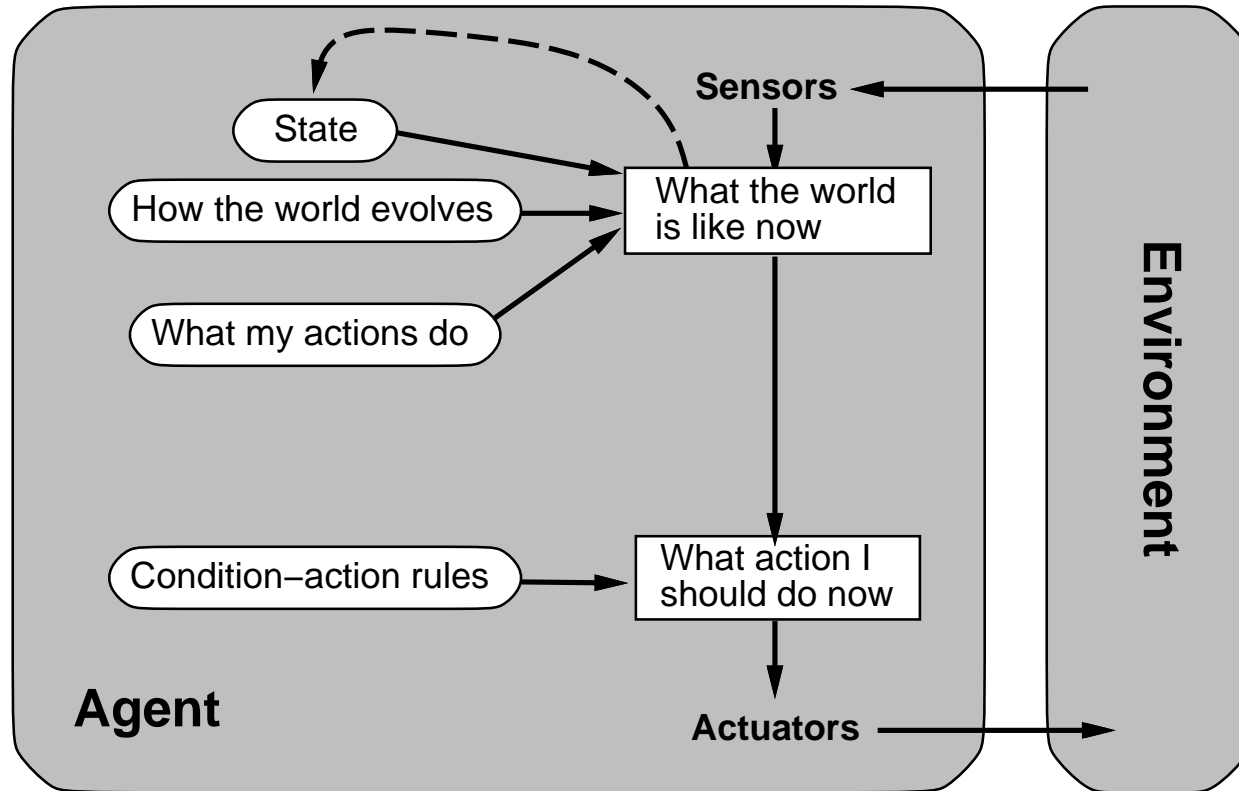 Sensors
State
What the world
is like now
How the world evolves
What my actions do
Environment
Condition−action rules
What action I
should do now
Agent
Actuators